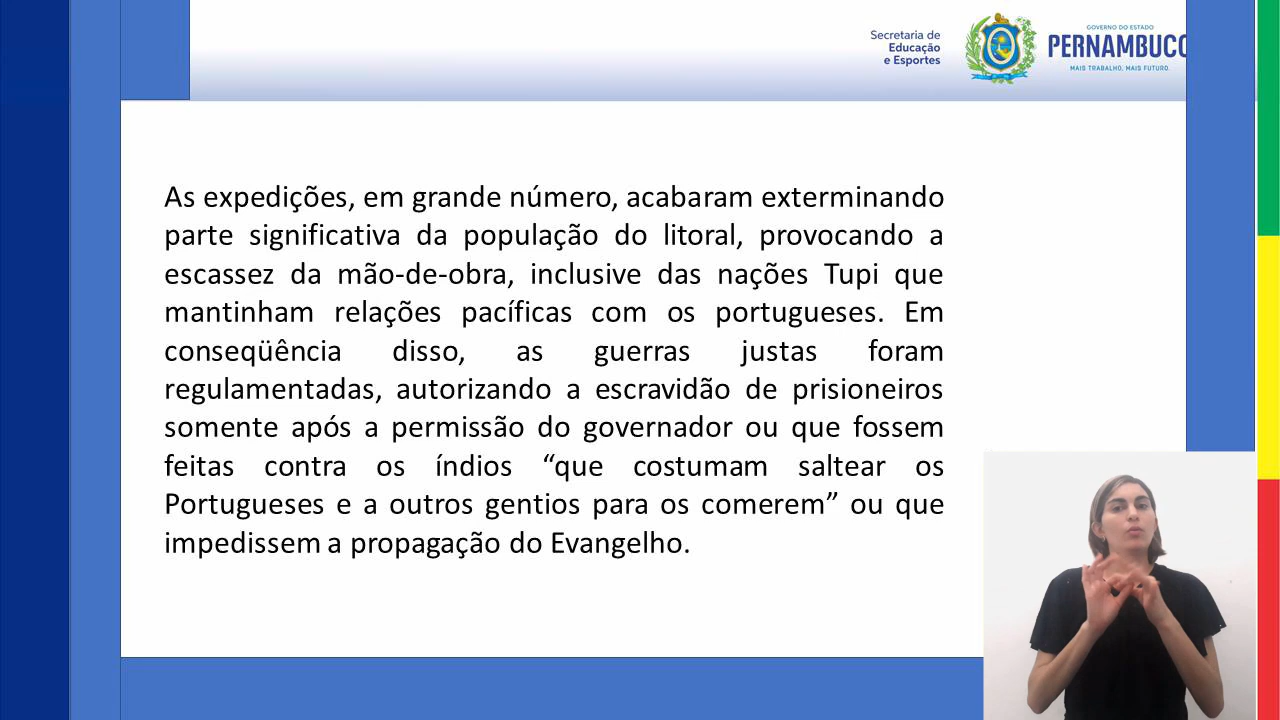 Secretaria de
Educação
e Esportes
GOVERNO DO ESTADO
PERNAMBUCO
MAIS TRABALHO, MAIS FUTURO.
As expedições, em grande número, acabaram exterminando
parte significativa da população do litoral, provocando a
escassez da mão-de-obra, inclusive das nações Tupi que
mantinham relações pacíficas com os portugueses. Em
conseqüência disso, as guerras justas foram
regulamentadas, autorizando a escravidão de prisioneiros
somente após a permissão do governador ou que fossem
feitas contra os índios “que costumam saltear os
Portugueses e a outros gentios para os comerem” ou que
impedissem a propagação do Evangelho.